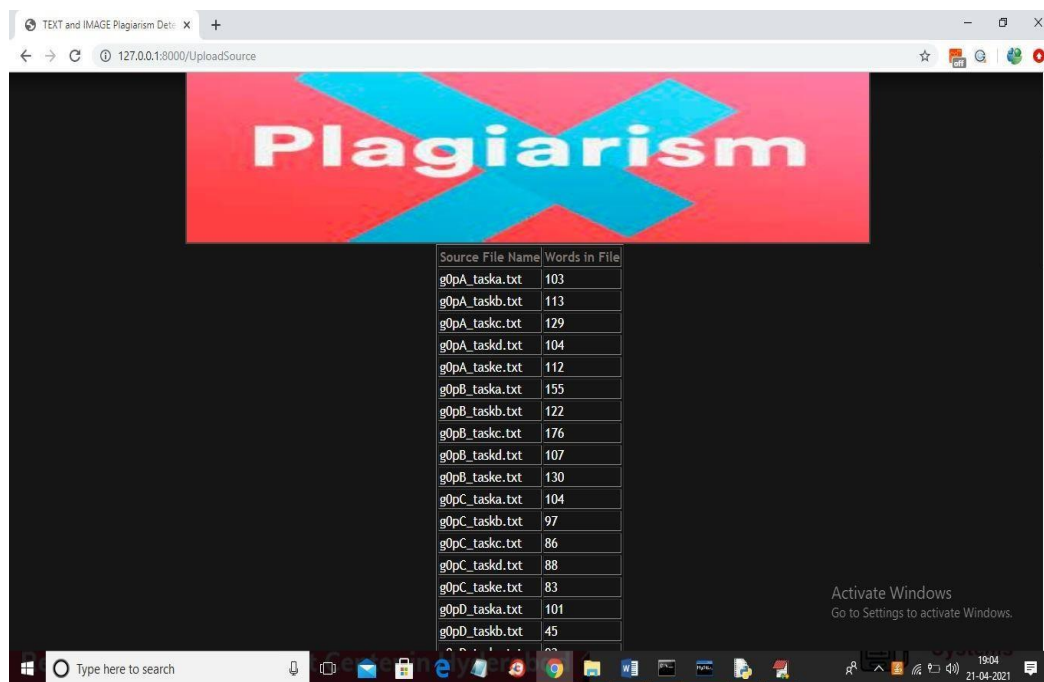 TEXT and IMAGE Plagiarism Dete
127.0.0.1:8000/UploadSource
off
Plagiarism
Source File Name Words in File
g0pA_taska.txt 103
g0pA_taskb.txt 113
g0pA_taskc.txt 129
g0pA_taskd.txt 104
g0pA_taske.txt 112
g0pB_taska.txt 155
g0pB_taskb.txt 122
g0pB_taskc.txt 176
g0pB_taskd.txt 107
g0pB_taske.txt 130
g0pC_taska.txt 104
g0pC_taskb.txt 97
g0pC_taskc.txt 86
g0pC_taskd.txt 88
g0pC_taske.txt 83
g0pD_taska.txt 101
g0pD_taskb.txt 45
Activate Windows
Go to Settings to activate Windows.
Systems
Type here to search
19:04
21-04-2021